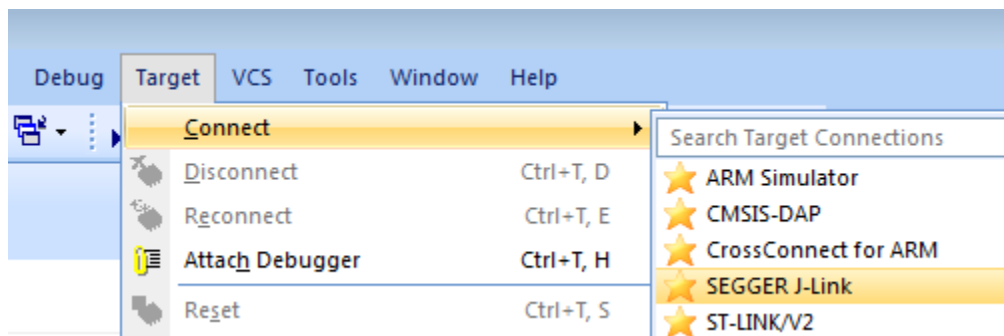 Debug Target VCS Tools Window Help
Connect
Search Target Connections
Disconnect Ctrl+T, D
ARM Simulator
Reconnect Ctrl+T, E
CMSIS-DAP
Attach Debugger Ctrl+T, H
CrossConnect for ARM
SEGGER J-Link
Reset Ctrl+T, S
ST-LINK/V2